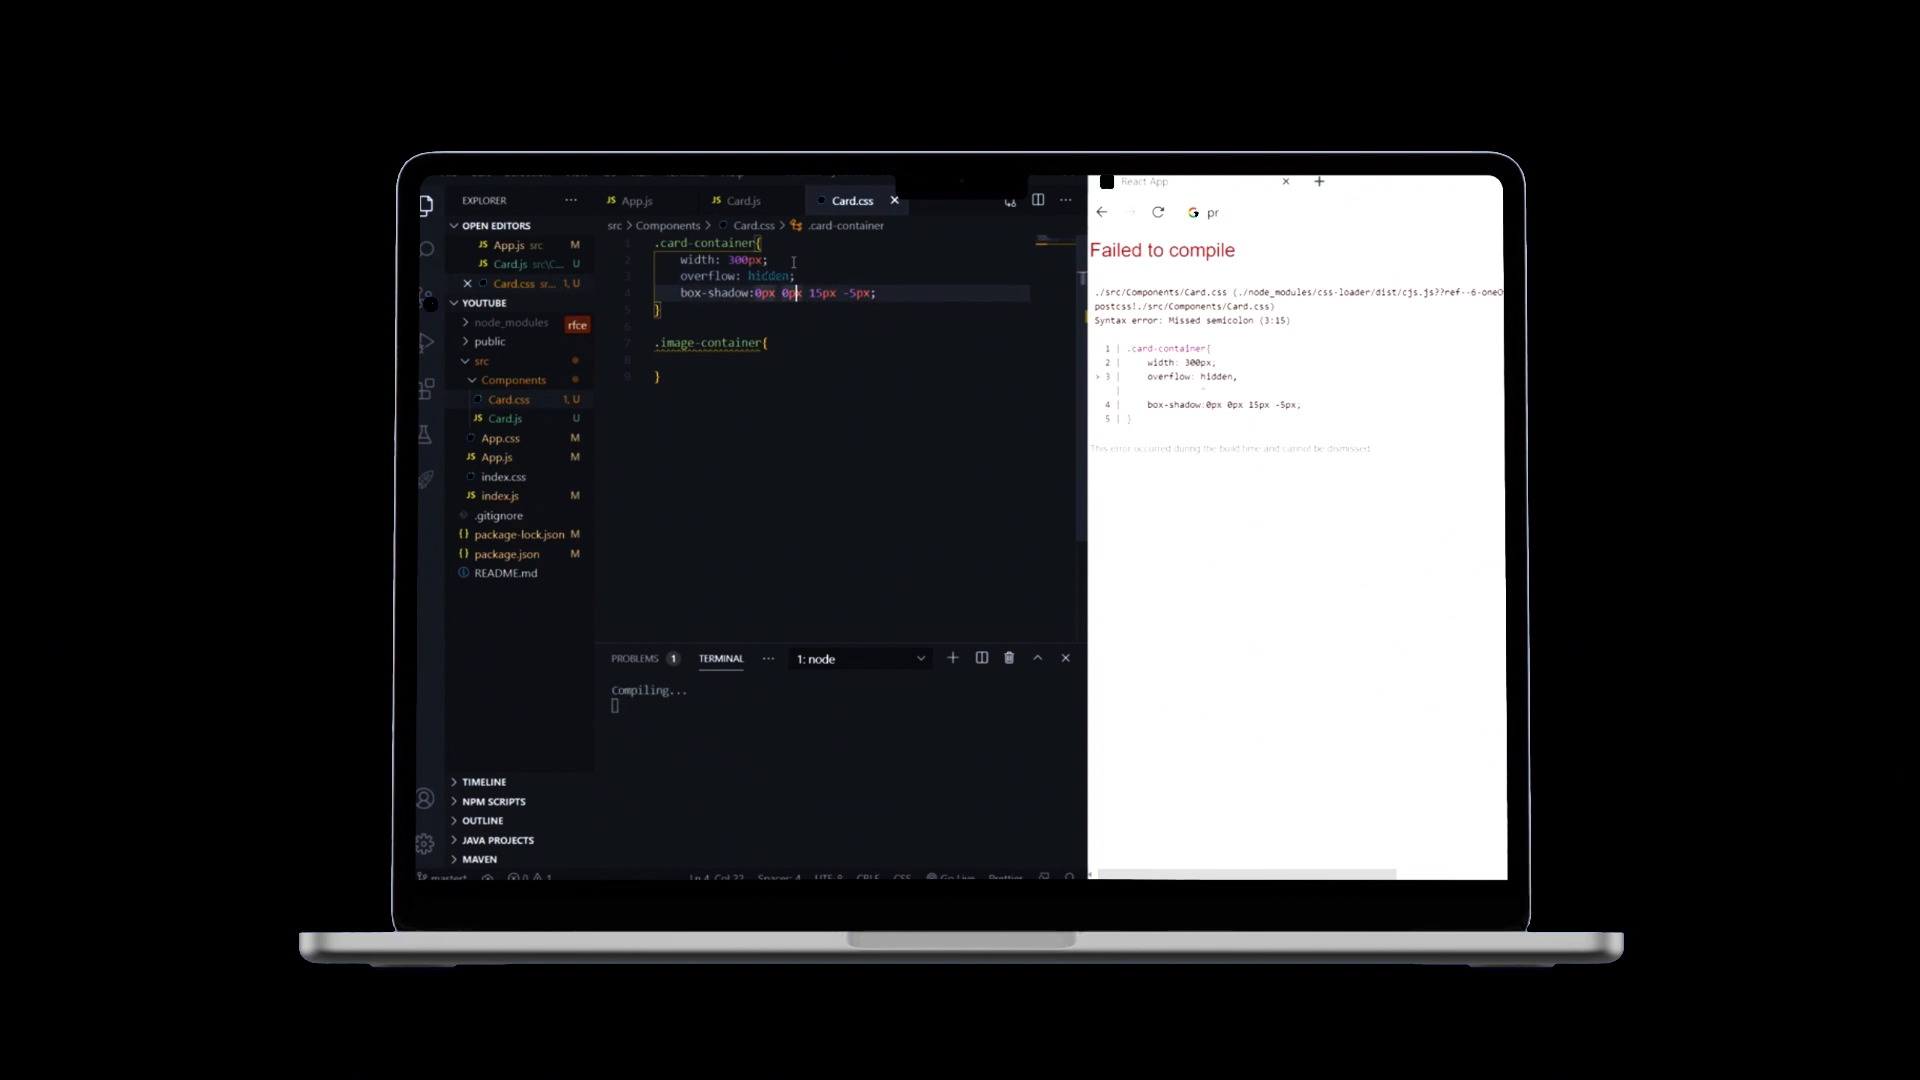 EXPLORER
OPEN EDITORS
JS App.js src M
JS Card.js src\C... U
Card.css sr... 1, U
YOUTUBE
node_modules
rfce
public
src
Components
Card.css 1, U
JS Card.js U
App.css M
JS App.js M
index.css
JS index.js M
.gitignore
{} package-lock.json M
{} package.json M
README.md
TIMELINE
NPM SCRIPTS
OUTLINE
JAVA PROJECTS
MAVEN
JS App.js
JS Card.js
Card.css
src > Components > Card.css > .card-container
1 .card-container{
2 width: 300px;
3 overflow: hidden;
4 box-shadow:0px 0px 15px -5px;
5 }
6
7 .image-container{
8
9 }
PROBLEMS 1
TERMINAL
1: node
Compiling...
React App
pr
Failed to compile
./src/Components/Card.css (./node_modules/css-loader/dist/cjs.js??ref--6-oneO
postcss!./src/Components/Card.css)
Syntax error: Missed semicolon (3:15)
1 | .card-container{
2 | width: 300px;
> 3 | overflow: hidden,
|
4 | box-shadow:0px 0px 15px -5px;
5 | }
This error occurred during the build time and cannot be dismissed.